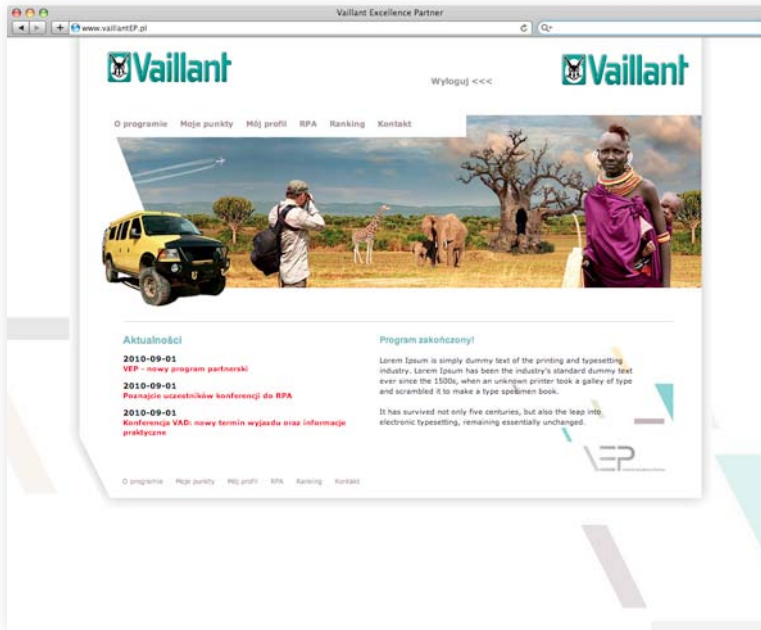 Vaillant Excellence Partner
www.vaillantEP.pl
Vaillant
Wyloguj <<<
Vaillant
O programie Moje punkty Mój profil RPA Ranking Kontakt
Aktualności
2010-09-01
VEP - nowy program partnerski
2010-09-01
Poznajcie uczestników konferencji do RPA
2010-09-01
Konferencja VAD: nowy termin wyjazdu oraz informacje
praktyczne
Program zakończony!
Lorem Ipsum is simply dummy text of the printing and typesetting
industry. Lorem Ipsum has been the industry's standard dummy text
ever since the 1500s, when an unknown printer took a galley of type
and scrambled it to make a type specimen book.
It has survived not only five centuries, but also the leap into
electronic typesetting, remaining essentially unchanged.
VEP
O programie Moje punkty Mój profil RPA Ranking Kontakt